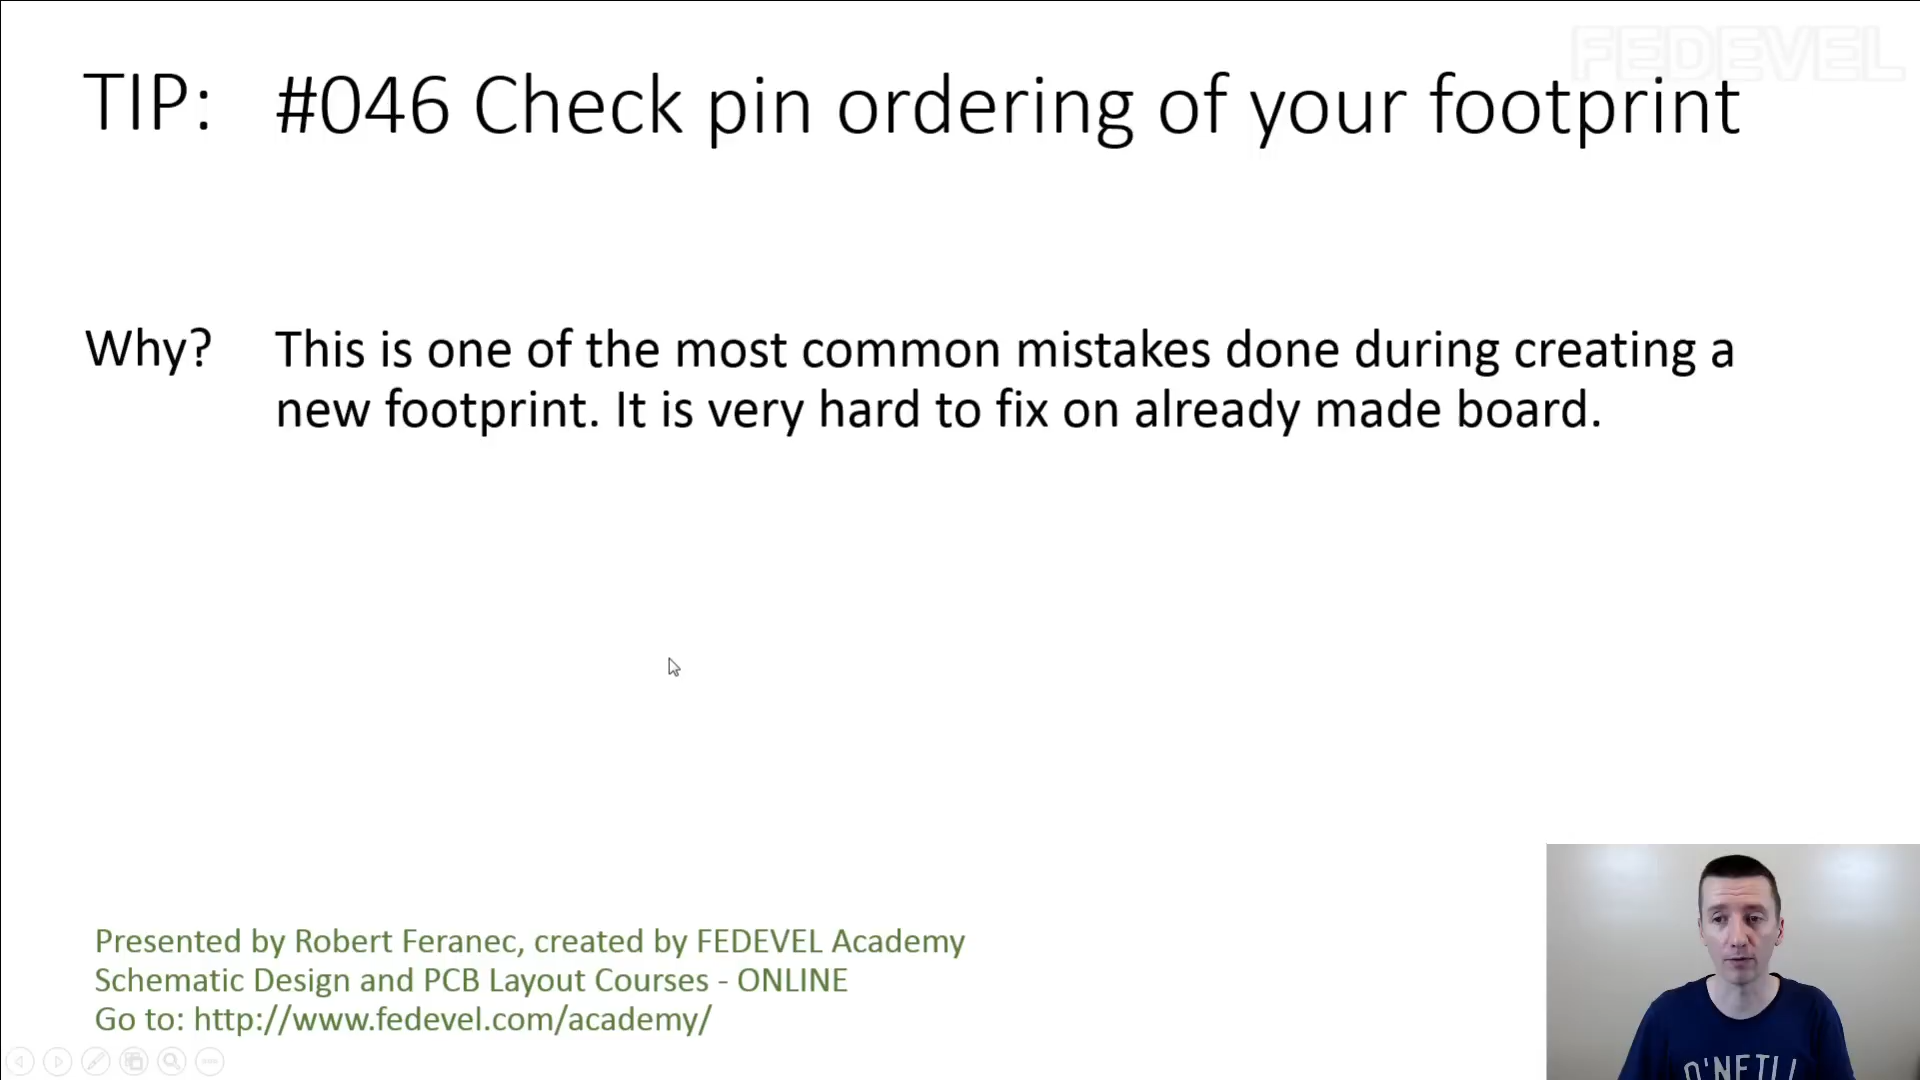 FEDEVEL
TIP: #046 Check pin ordering of your footprint
Why? This is one of the most common mistakes done during creating a
new footprint. It is very hard to fix on already made board.
Presented by Robert Feranec, created by FEDEVEL Academy
Schematic Design and PCB Layout Courses - ONLINE
Go to: http://www.fedevel.com/academy/
O'NEILL